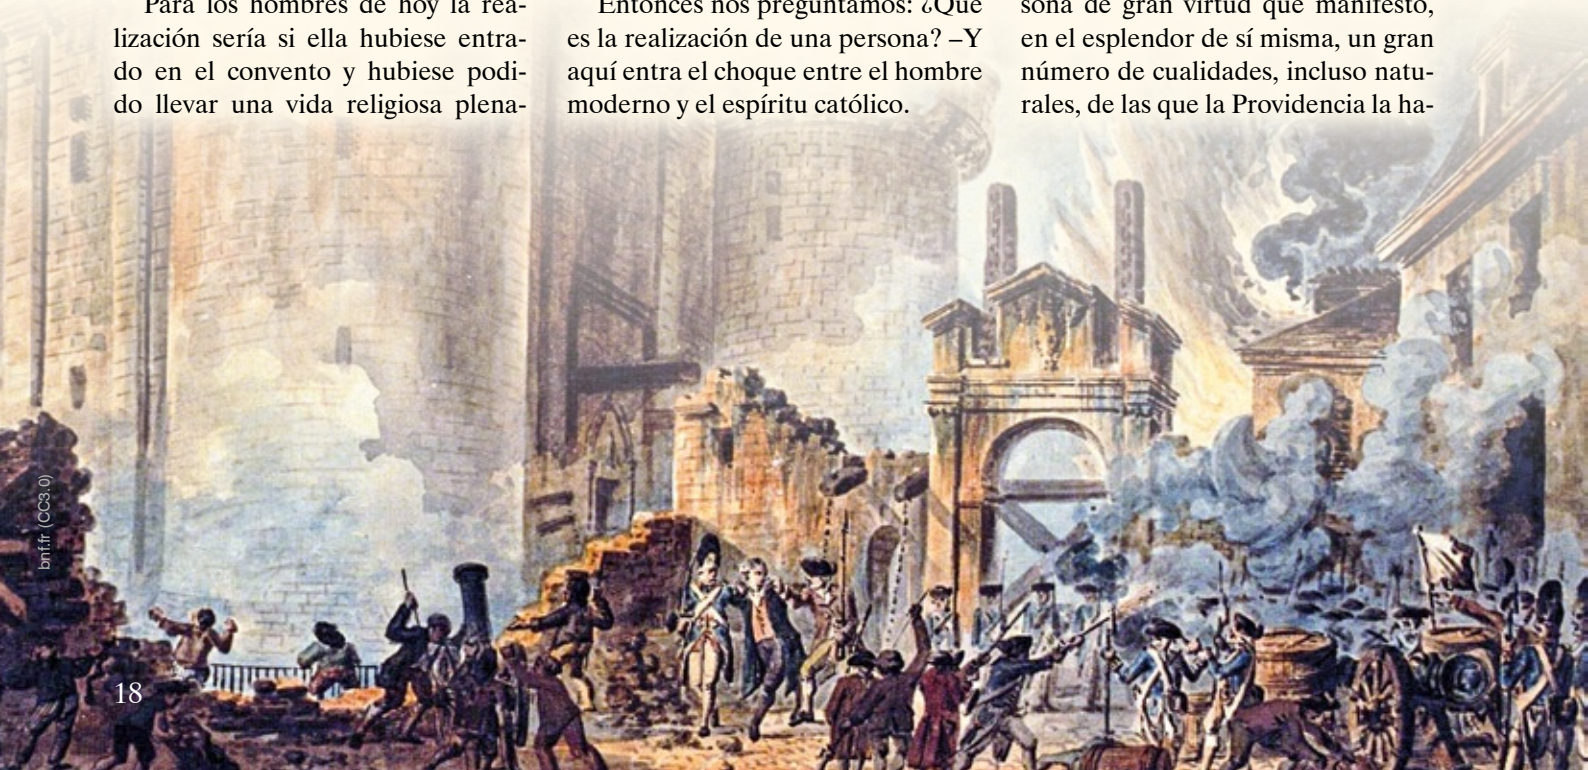 Para los hombres de hoy la rea-
lización sería si ella hubiese entra-
do en el convento y hubiese podi-
do llevar una vida religiosa plena-
Entonces nos preguntamos: ¿Qué
es la realización de una persona? –Y
aquí entra el choque entre el hombre
moderno y el espíritu católico.
sona de gran virtud que manifestó,
en el esplendor de sí misma, un gran
número de cualidades, incluso natu-
rales, de las que la Providencia la ha-
bnf.fr (CC3.0)
18